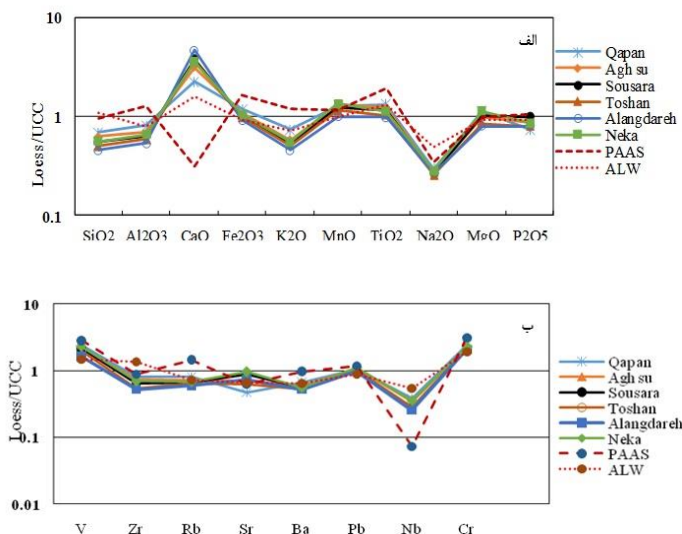 10
الف
1
0.1
Loess/UCC
SiO2 Al2O3 CaO Fe2O3 K2O MnO TiO2 Na2O MgO P2O5
Qapan
Agh su
Sousara
Toshan
Alangdareh
Neka
PAAS
ALW
10
ب
1
0.1
0.01
Loess/UCC
V Zr Rb Sr Ba Pb Nb Cr
Qapan
Agh su
Sousara
Toshan
Alangdareh
Neka
PAAS
ALW